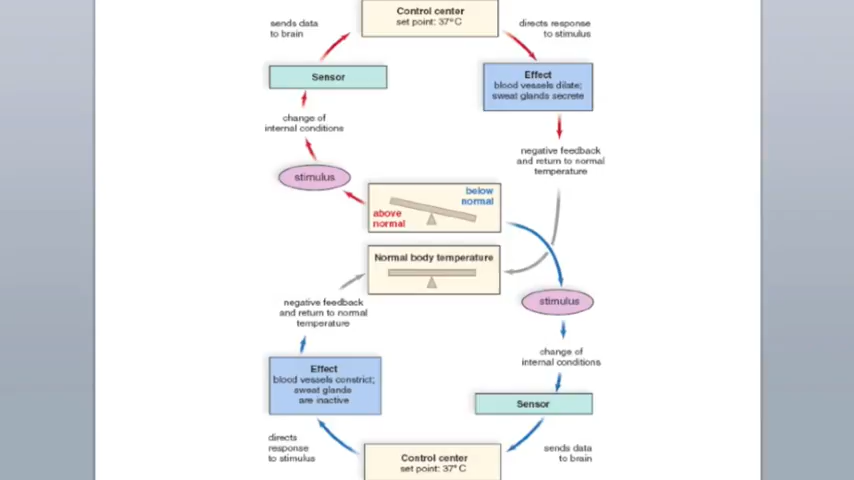 Control center
set point: 37°C
sends data
to brain
directs response
to stimulus
Sensor
Effect
blood vessels dilate;
sweat glands secrete
change of
internal conditions
negative feedback
and return to normal
temperature
stimulus
below
normal
above
normal
Normal body temperature
stimulus
negative feedback
and return to normal
temperature
change of
internal conditions
Effect
blood vessels constrict;
sweat glands
are inactive
Sensor
directs
response
to stimulus
sends data
to brain
Control center
set point: 37°C